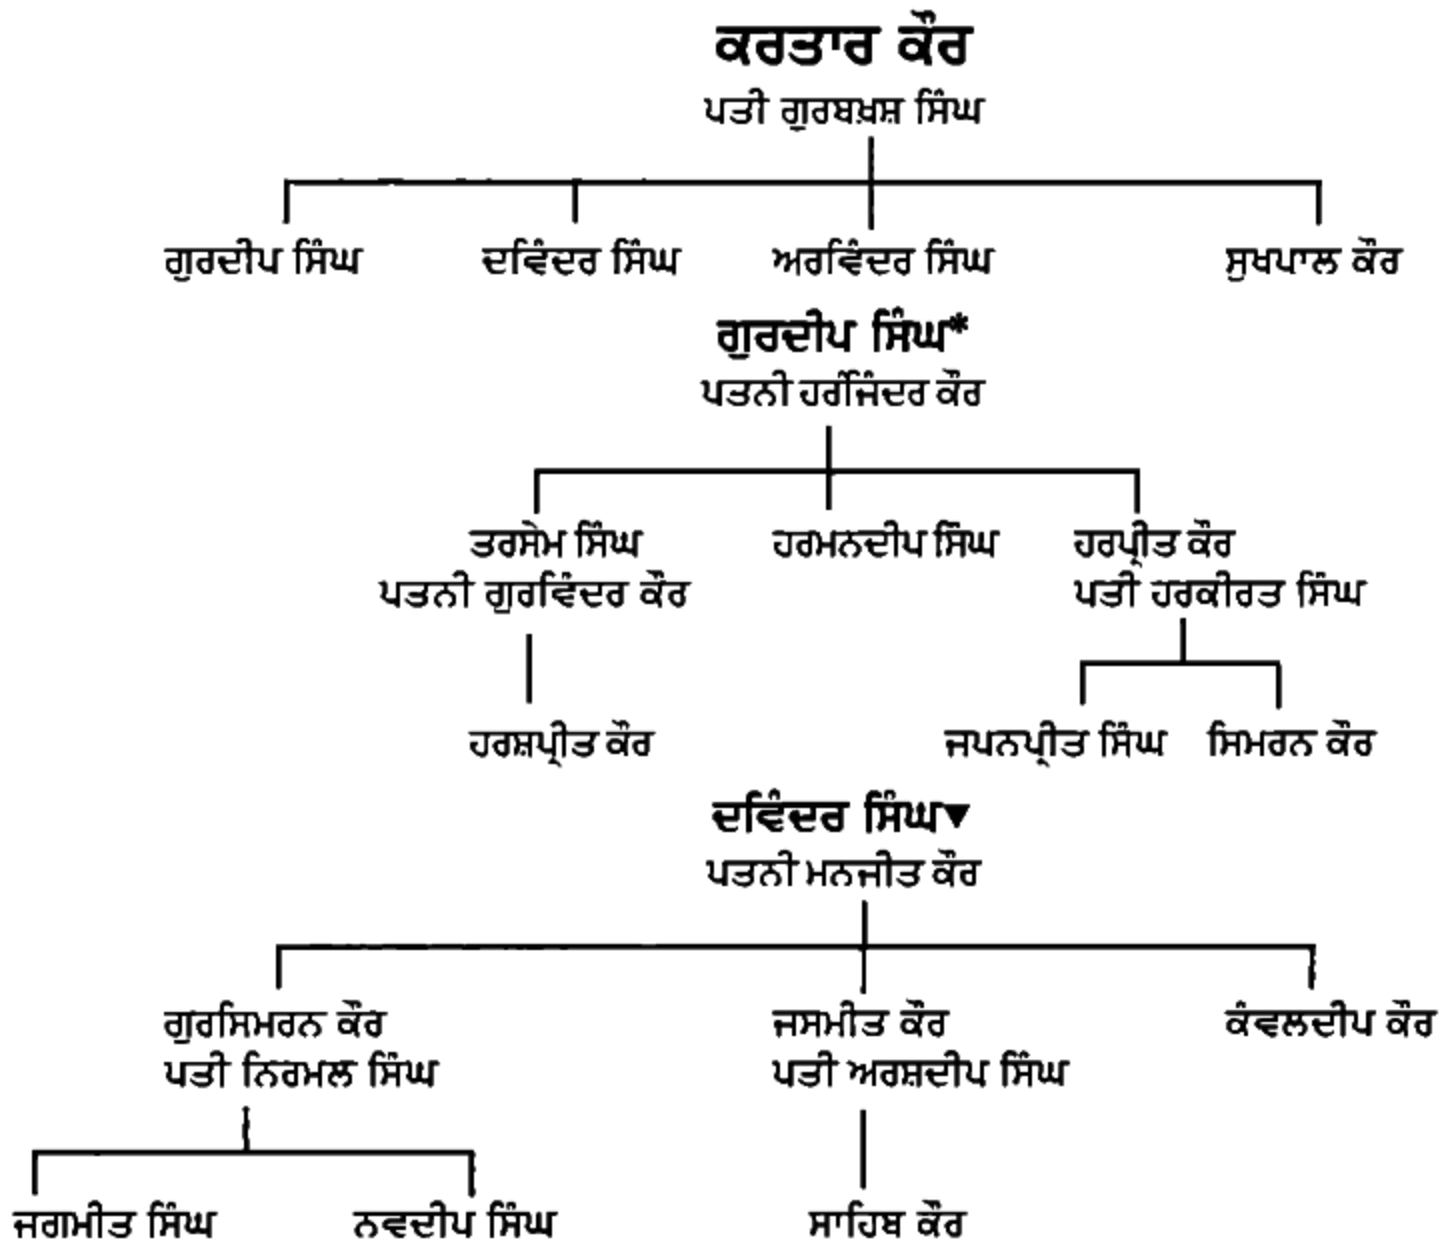 ਕਰਤਾਰ ਕੌਰ
ਪਤੀ ਗੁਰਬਖ਼ਸ਼ ਸਿੰਘ
ਗੁਰਦੀਪ ਸਿੰਘ ਦਵਿੰਦਰ ਸਿੰਘ ਅਰਵਿੰਦਰ ਸਿੰਘ ਸੁਖਪਾਲ ਕੌਰ
ਗੁਰਦੀਪ ਸਿੰਘ*
ਪਤਨੀ ਹਰਜਿੰਦਰ ਕੌਰ
ਤਰਸੇਮ ਸਿੰਘ ਹਰਮਨਦੀਪ ਸਿੰਘ ਹਰਪ੍ਰੀਤ ਕੌਰ
ਪਤਨੀ ਗੁਰਵਿੰਦਰ ਕੌਰ ਪਤੀ ਹਰਕੀਰਤ ਸਿੰਘ
ਹਰਸ਼ਪ੍ਰੀਤ ਕੌਰ ਜਪਨਪ੍ਰੀਤ ਸਿੰਘ ਸਿਮਰਨ ਕੌਰ
ਦਵਿੰਦਰ ਸਿੰਘ▼
ਪਤਨੀ ਮਨਜੀਤ ਕੌਰ
ਗੁਰਸਿਮਰਨ ਕੌਰ ਜਸਮੀਤ ਕੌਰ ਕੰਵਲਦੀਪ ਕੌਰ
ਪਤੀ ਨਿਰਮਲ ਸਿੰਘ ਪਤੀ ਅਰਸ਼ਦੀਪ ਸਿੰਘ
ਜਗਮੀਤ ਸਿੰਘ ਨਵਦੀਪ ਸਿੰਘ ਸਾਹਿਬ ਕੌਰ